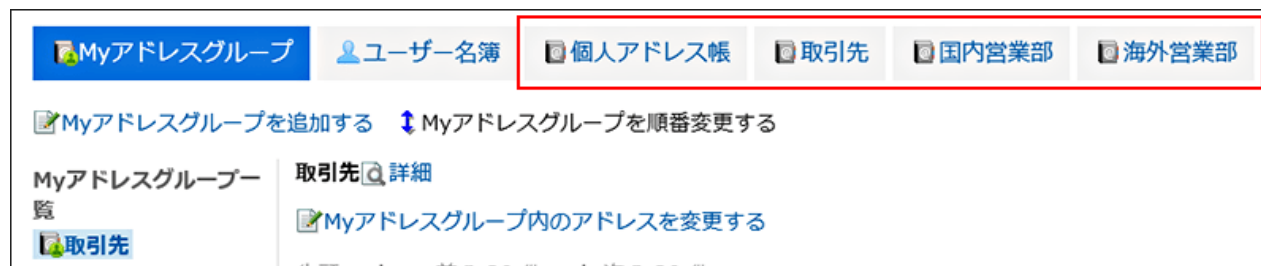 Myアドレスグループ ユーザー名簿 個人アドレス帳 取引先 国内営業部 海外営業部
Myアドレスグループを追加する Myアドレスグループを順番変更する
Myアドレスグループ一
覧
取引先
取引先 詳細
Myアドレスグループ内のアドレスを変更する